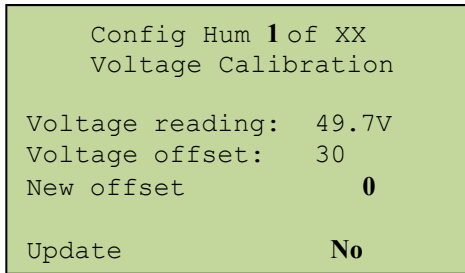 Config Hum 1 of XX
Voltage Calibration
Voltage reading: 49.7V
Voltage offset: 30
New offset 0
Update No